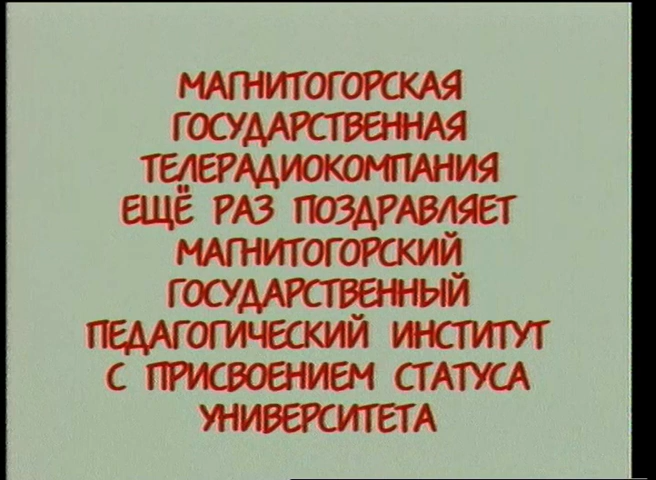 МАГНИТОГОРСКАЯ
ГОСУДАРСТВЕННАЯ
ТЕЛЕРАДИОКОМПАНИЯ
ЕЩЁ РАЗ ПОЗДРАВЛЯЕТ
МАГНИТОГОРСКИЙ
ГОСУДАРСТВЕННЫЙ
ПЕДАГОГИЧЕСКИЙ ИНСТИТУТ
С ПРИСВОЕНИЕМ СТАТУСА
УНИВЕРСИТЕТА